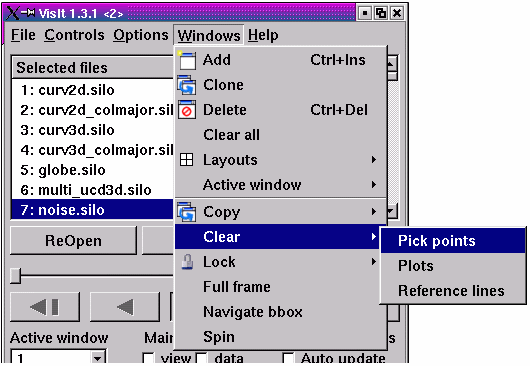 VisIt 1.3.1 <2>
File Controls Options Windows Help
Selected files
1: curv2d.silo
2: curv2d_colmajor.sil
3: curv3d.silo
4: curv3d_colmajor.sil
5: globe.silo
6: multi_ucd3d.silo
7: noise.silo
ReOpen
Active window
1
Add Ctrl+Ins
Clone
Delete Ctrl+Del
Clear all
Layouts
Active window
Copy
Clear
Lock
Full frame
Navigate bbox
Spin
Pick points
Plots
Reference lines
view data Auto update